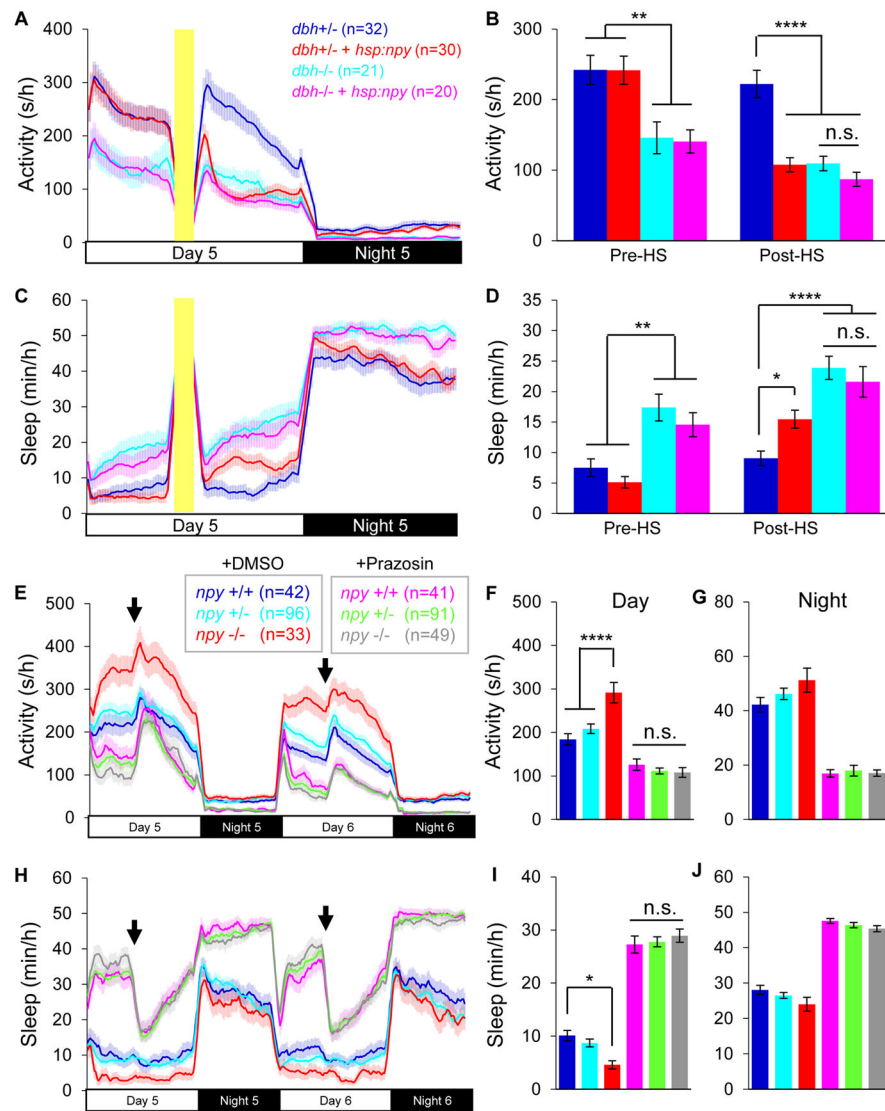 A
B
dbh+/- (n=32)
dbh+/- + hsp:npy (n=30)
dbh-/- (n=21)
dbh-/- + hsp:npy (n=20)
Activity (s/h)
400
300
200
100
0
Day 5
Night 5
Activity (s/h)
300
200
100
0
**
****
n.s.
Pre-HS
Post-HS
C
D
Sleep (min/h)
60
50
40
30
20
10
0
Day 5
Night 5
Sleep (min/h)
35
30
25
20
15
10
5
0
**
****
*
n.s.
Pre-HS
Post-HS
E
+DMSO
npy +/+ (n=42)
npy +/- (n=96)
npy -/- (n=33)
+Prazosin
npy +/+ (n=41)
npy +/- (n=91)
npy -/- (n=49)
Activity (s/h)
500
400
300
200
100
0
Day 5
Night 5
Day 6
Night 6
F
Day
Activity (s/h)
500
400
300
200
100
0
****
n.s.
G
Night
80
60
40
20
0
H
Sleep (min/h)
60
50
40
30
20
10
0
Day 5
Night 5
Day 6
Night 6
I
Sleep (min/h)
40
30
20
10
0
*
n.s.
J
60
50
40
30
20
10
0